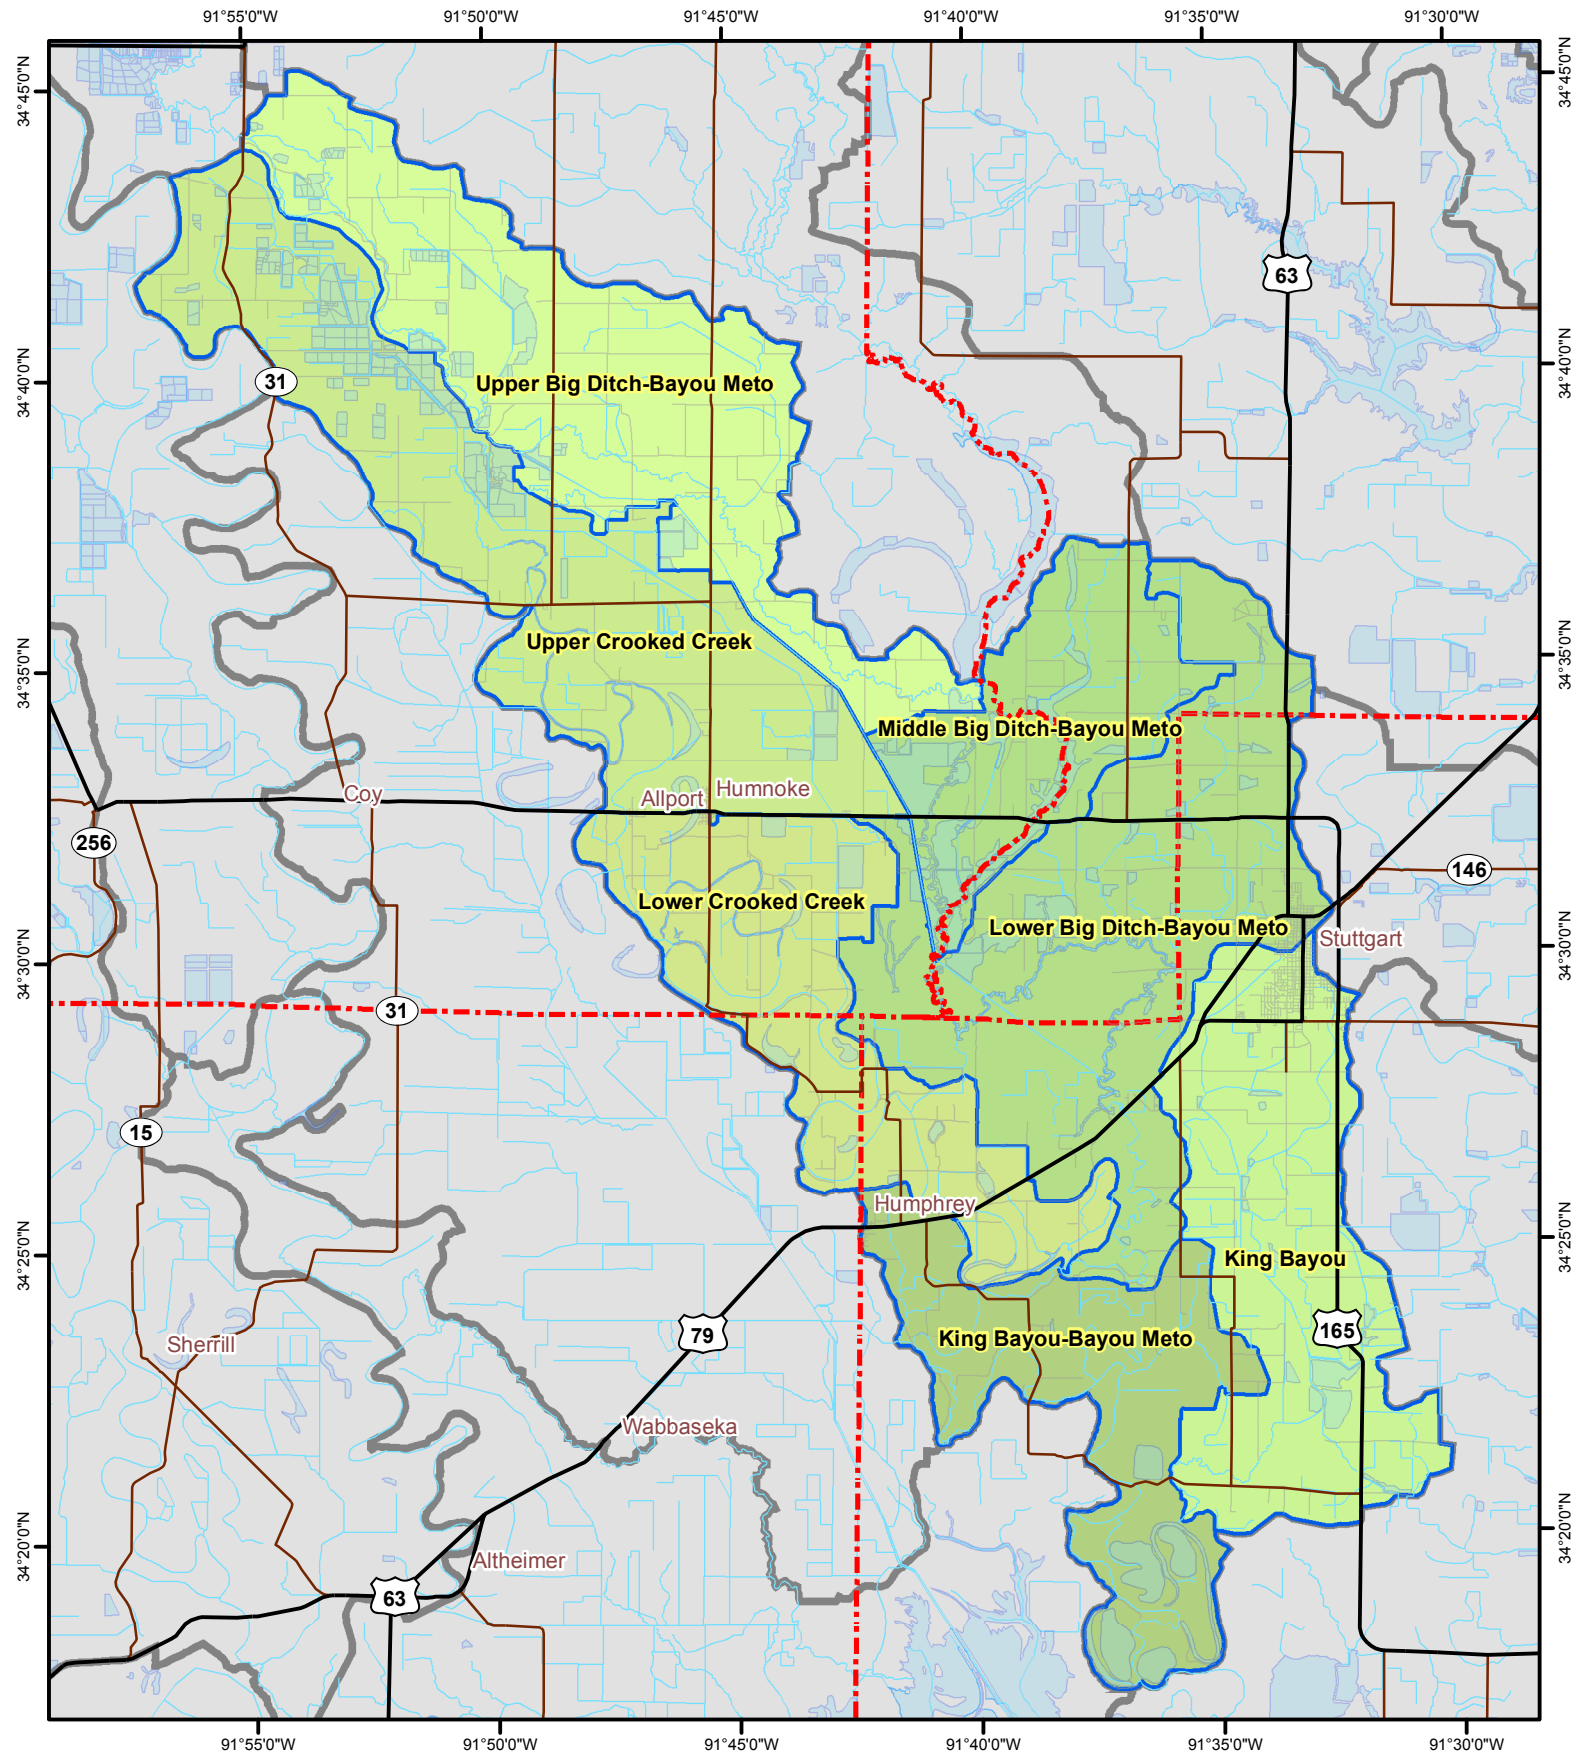 91°55'0"W
91°50'0"W
91°45'0"W
91°40'0"W
91°35'0"W
91°30'0"W
34°45'0"N
34°45'0"N
63
34°40'0"N
34°40'0"N
31
Upper Big Ditch-Bayou Meto
Upper Crooked Creek
34°35'0"N
34°35'0"N
Middle Big Ditch-Bayou Meto
Coy
Allport
Humnoke
256
146
Lower Crooked Creek
Lower Big Ditch-Bayou Meto
Stuttgart
34°30'0"N
34°30'0"N
31
15
Humphrey
34°25'0"N
34°25'0"N
King Bayou
Sherrill
79
King Bayou-Bayou Meto
165
Wabbaseka
34°20'0"N
34°20'0"N
Altheimer
63
91°55'0"W
91°50'0"W
91°45'0"W
91°40'0"W
91°35'0"W
91°30'0"W